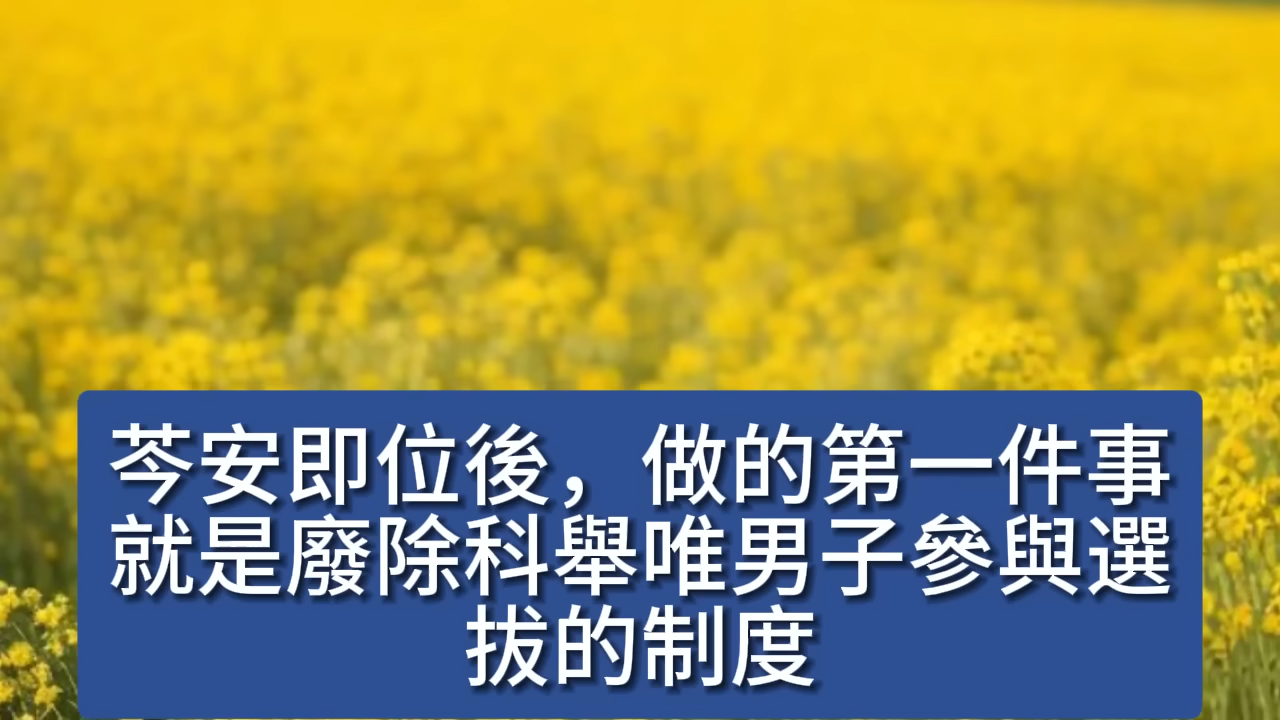 芩安即位後，做的第一件事
就是廢除科舉唯男子參與選
拔的制度